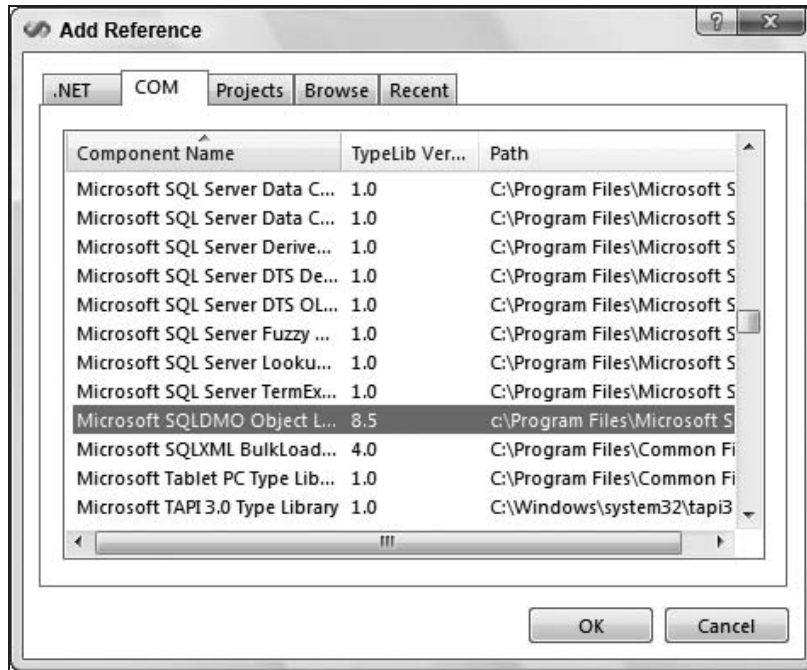 Add Reference
.NET COM Projects Browse Recent
Component Name TypeLib Ver... Path
Microsoft SQL Server Data C... 1.0 C:\Program Files\Microsoft S
Microsoft SQL Server Data C... 1.0 C:\Program Files\Microsoft S
Microsoft SQL Server Derive... 1.0 C:\Program Files\Microsoft S
Microsoft SQL Server DTS De... 1.0 C:\Program Files\Microsoft S
Microsoft SQL Server DTS OL... 1.0 C:\Program Files\Microsoft S
Microsoft SQL Server Fuzzy ... 1.0 C:\Program Files\Microsoft S
Microsoft SQL Server Looku... 1.0 C:\Program Files\Microsoft S
Microsoft SQL Server TermEx... 1.0 C:\Program Files\Microsoft S
Microsoft SQLDMO Object L... 8.5 c:\Program Files\Microsoft S
Microsoft SQLXML BulkLoad... 4.0 C:\Program Files\Common Fi
Microsoft Tablet PC Type Lib... 1.0 C:\Program Files\Common Fi
Microsoft TAPI 3.0 Type Library 1.0 C:\Windows\system32\tapi3
OK Cancel